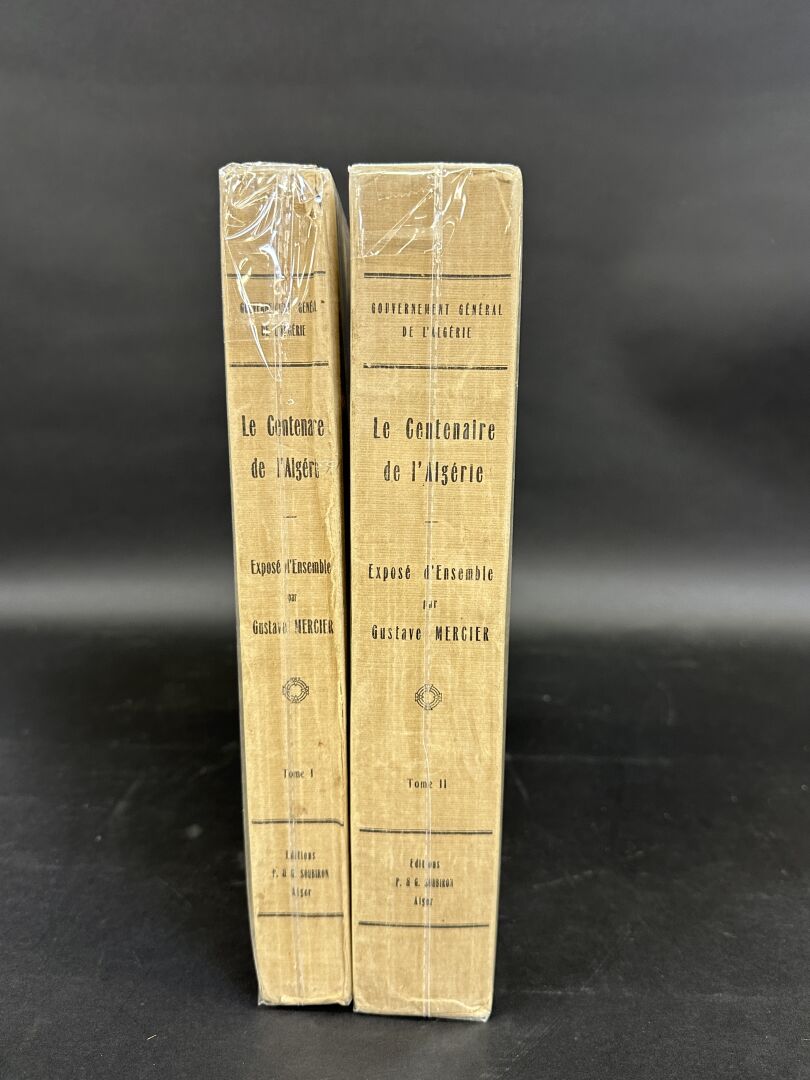 GOUVERNEMENT GÉNÉRAL
DE L'ALGÉRIE
Le Centenaire
de l'Algérie
Exposé d'Ensemble
par
Gustave MERCIER
Tome I
Editions
P. & G. SOUBIRON
Alger
GOUVERNEMENT GÉNÉRAL
DE L'ALGÉRIE
Le Centenaire
de l'Algérie
Exposé d'Ensemble
par
Gustave MERCIER
Tome II
Editions
P. & G. SOUBIRON
Alger